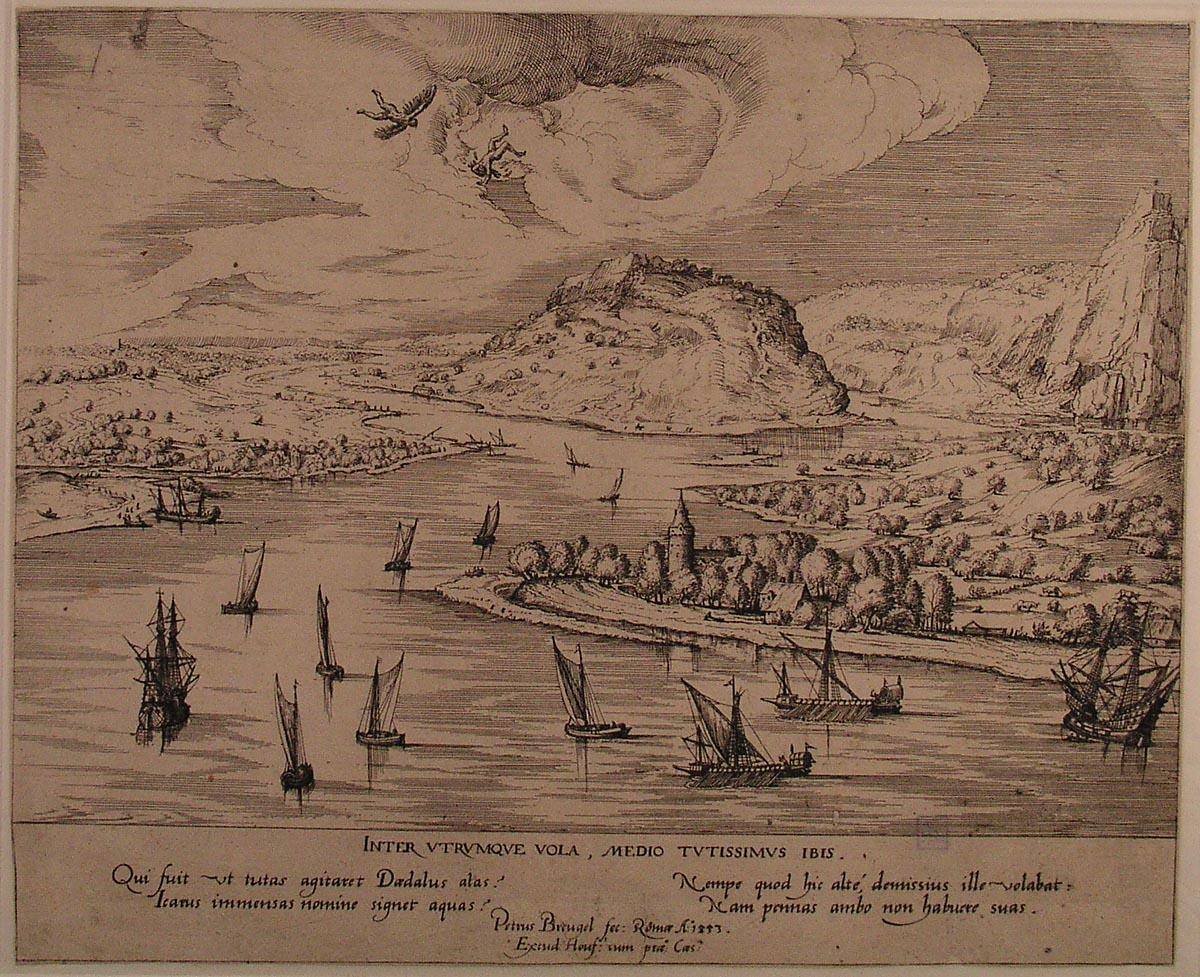 INTER VTRVMQVE VOLA, MEDIO TVTISSIMVS IBIS.
Qui fuit vt tutas agitaret Dædalus alas?
Icarus immensas nomine signet aquas?
Nempe quod hic alté, demissius ille volabat:
Nam pennas ambo non habuere suas.
Petrus Breugel fec: Romæ A° 1553.
Excud Houf: cum præ Cæs